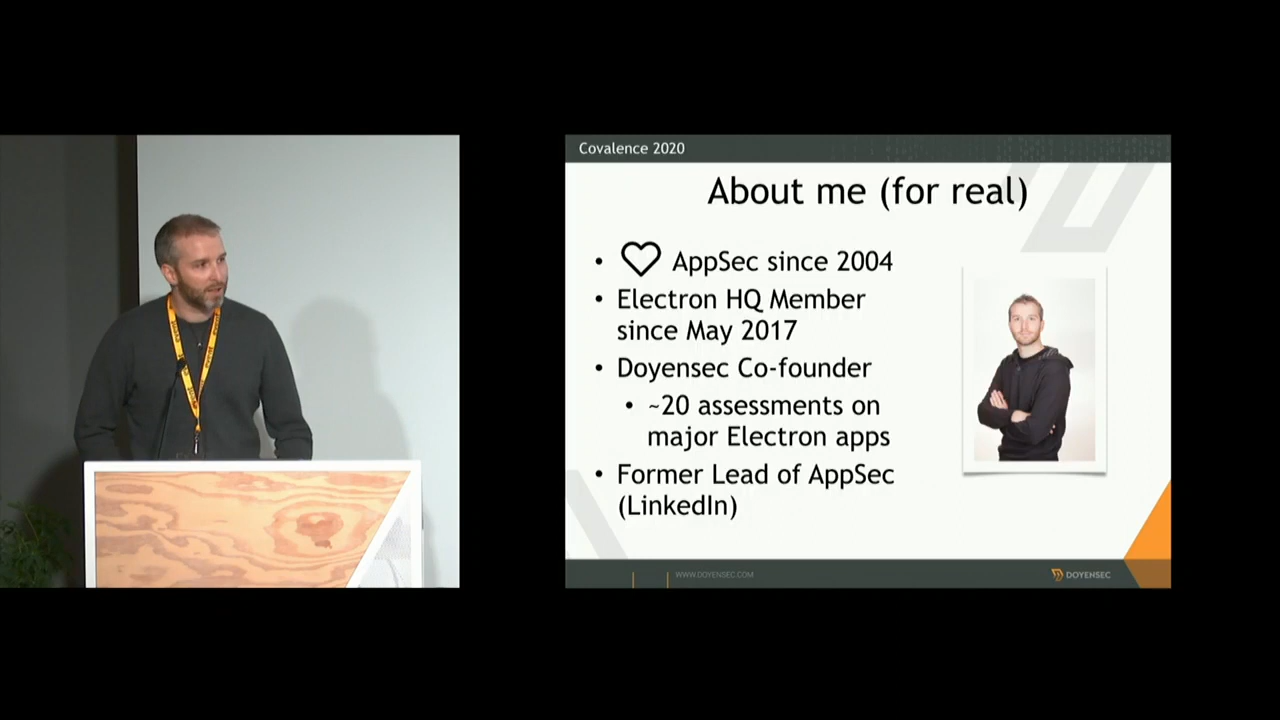 Covalence 2020
About me (for real)
• ♡ AppSec since 2004
• Electron HQ Member
since May 2017
• Doyensec Co-founder
• ~20 assessments on
major Electron apps
• Former Lead of AppSec
(LinkedIn)
WWW.DOYENSEC.COM
DOYENSEC